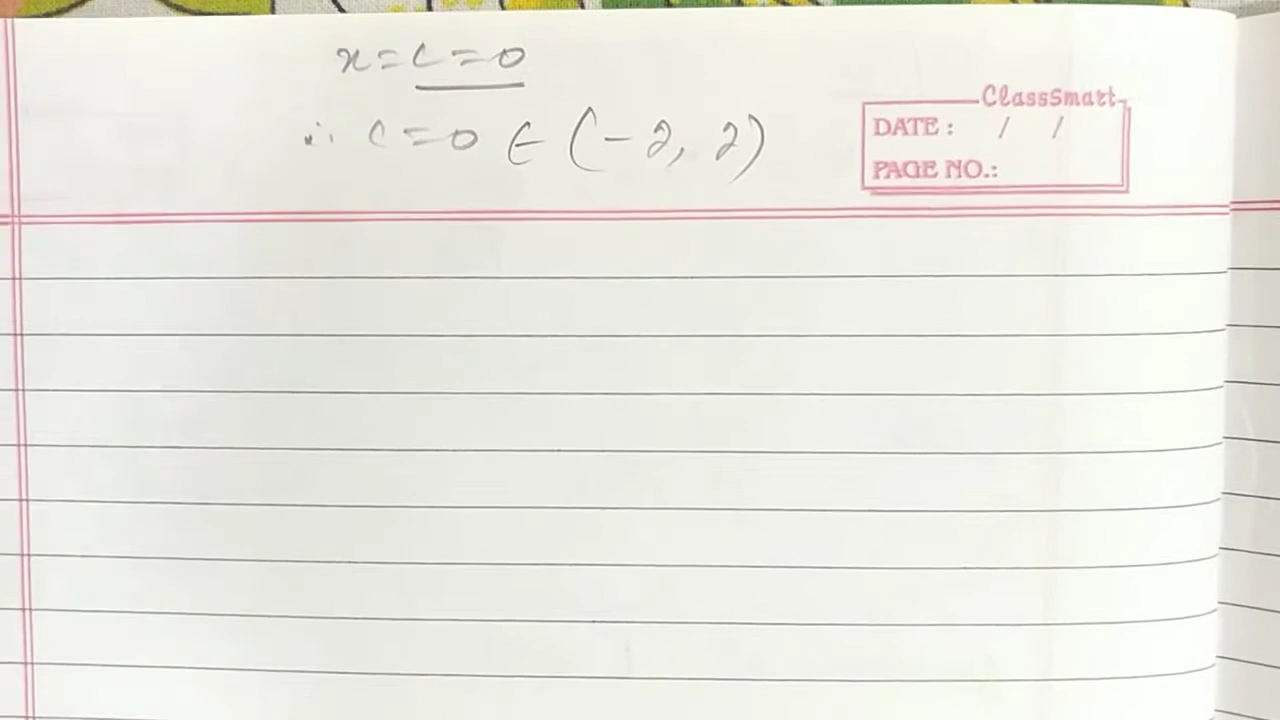 x = c = 0
∴ c = 0 ∈ (-2, 2)
ClassSmart
DATE : / /
PAGE NO.: